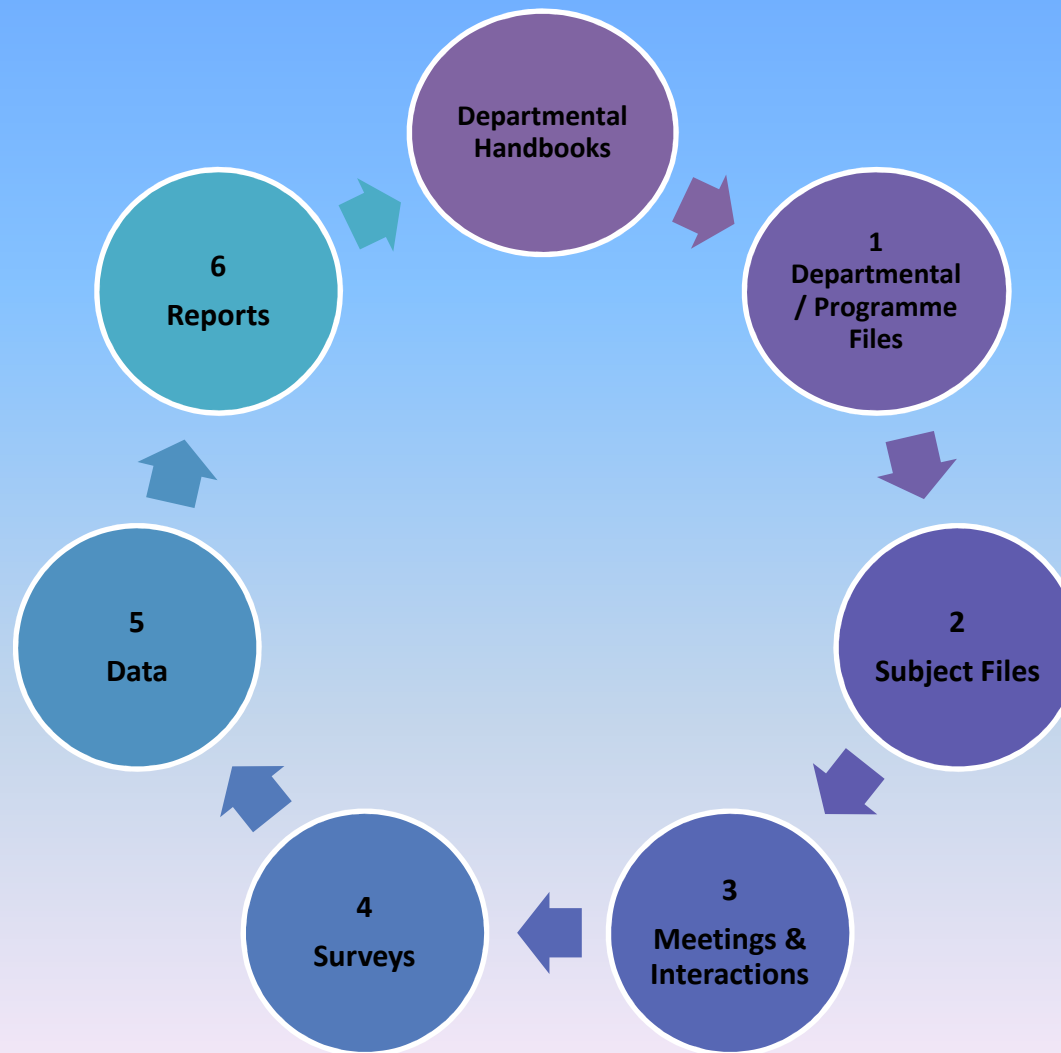 Departmental
Handbooks
1
Departmental
/ Programme
Files
2
Subject Files
3
Meetings &
Interactions
4
Surveys
5
Data
6
Reports